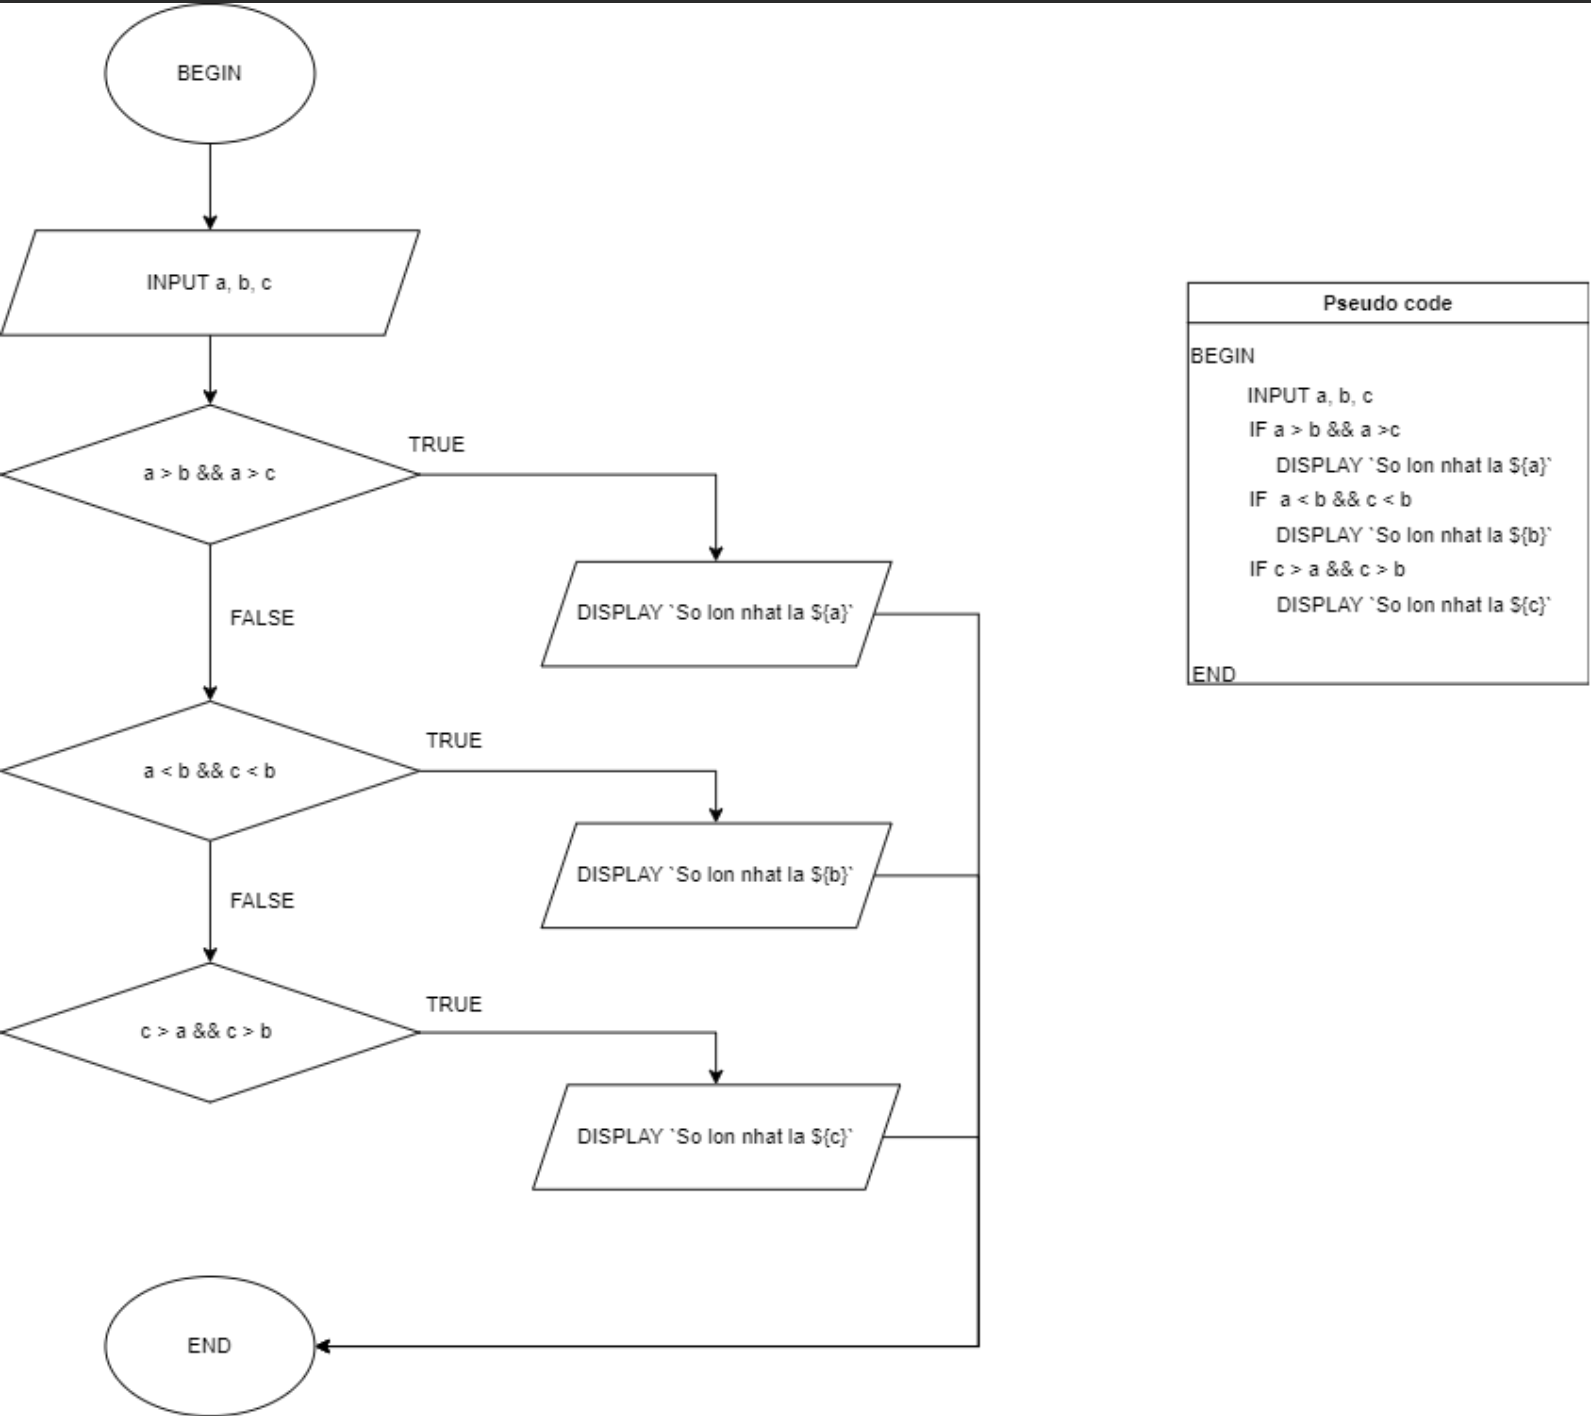 BEGIN
INPUT a, b, c
a > b && a > c
TRUE
DISPLAY `So lon nhat la ${a}`
FALSE
a < b && c < b
TRUE
DISPLAY `So lon nhat la ${b}`
FALSE
c > a && c > b
TRUE
DISPLAY `So lon nhat la ${c}`
END
Pseudo code
BEGIN
INPUT a, b, c
IF a > b && a >c
DISPLAY `So lon nhat la ${a}`
IF  a < b && c < b
DISPLAY `So lon nhat la ${b}`
IF c > a && c > b
DISPLAY `So lon nhat la ${c}`
END